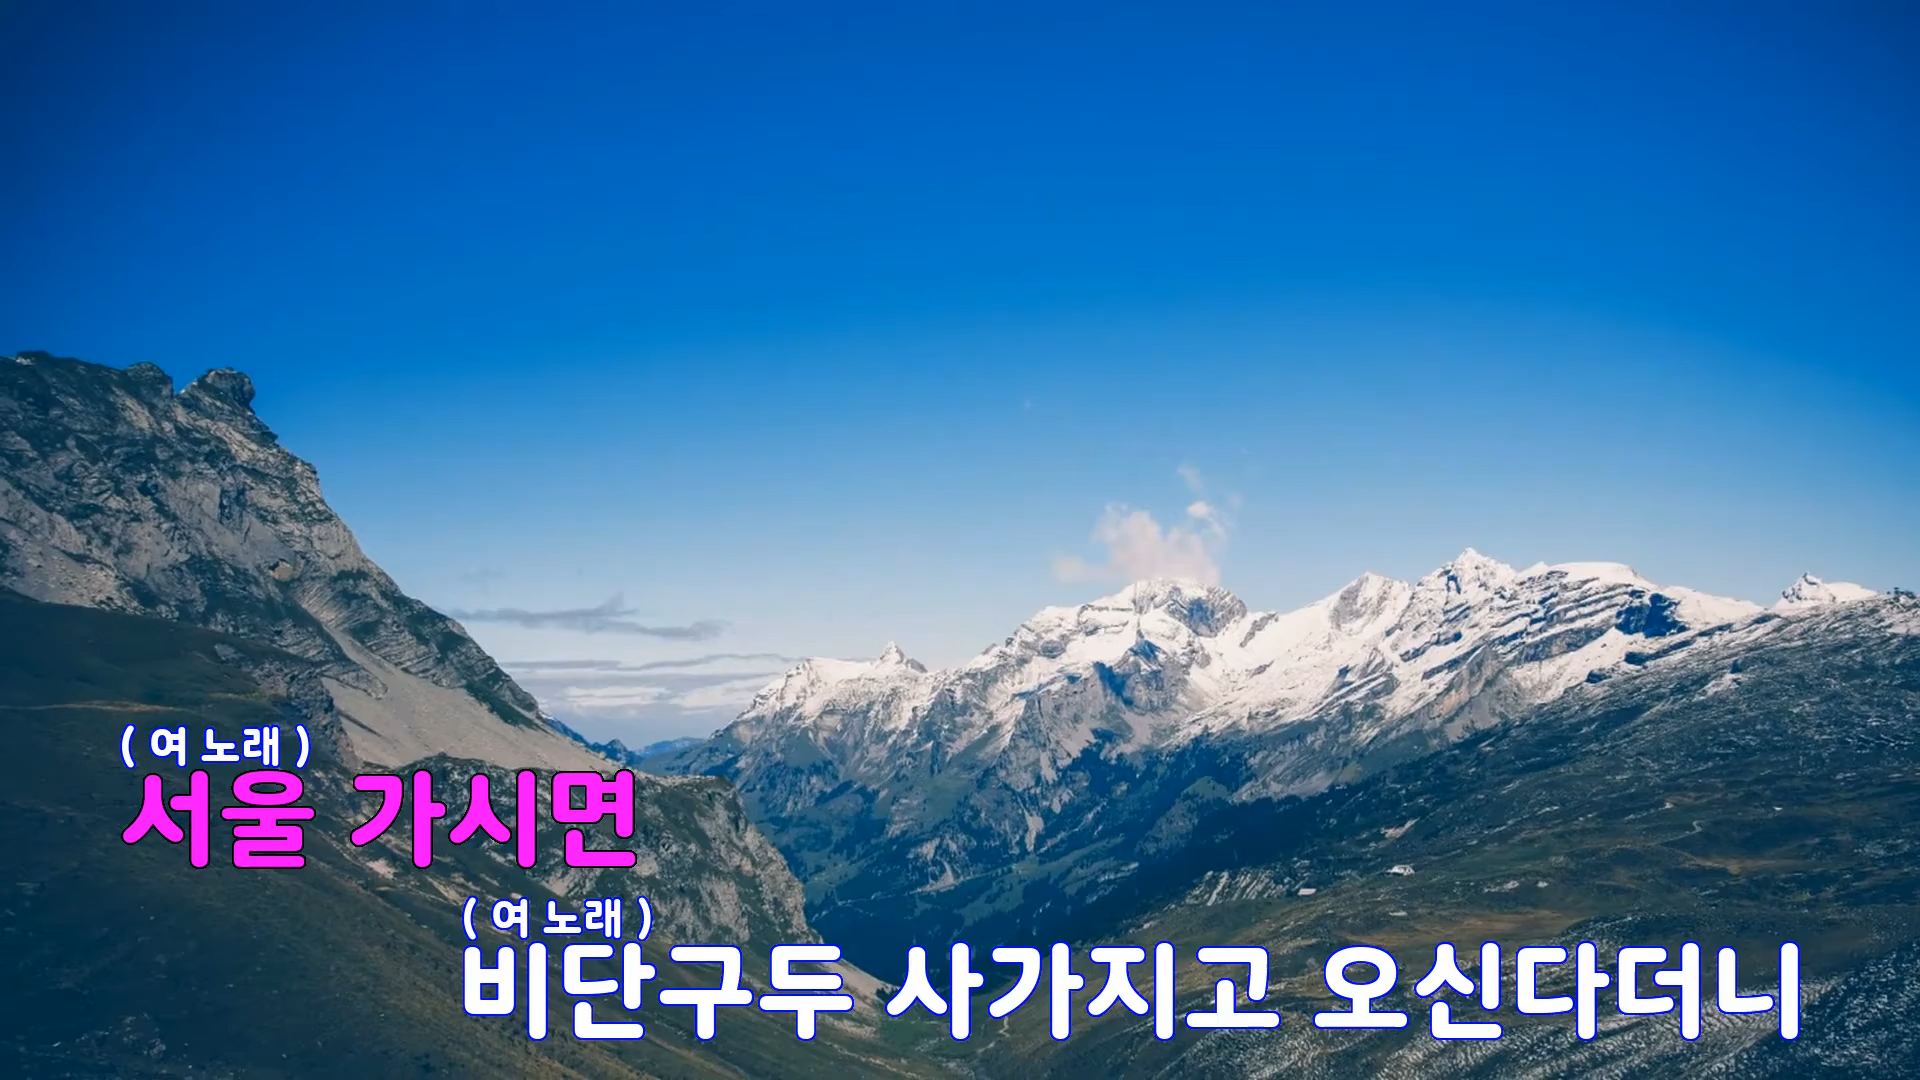 ( 여 노래 )
서울 가시면
( 여 노래 )
비단구두 사가지고 오신다더니